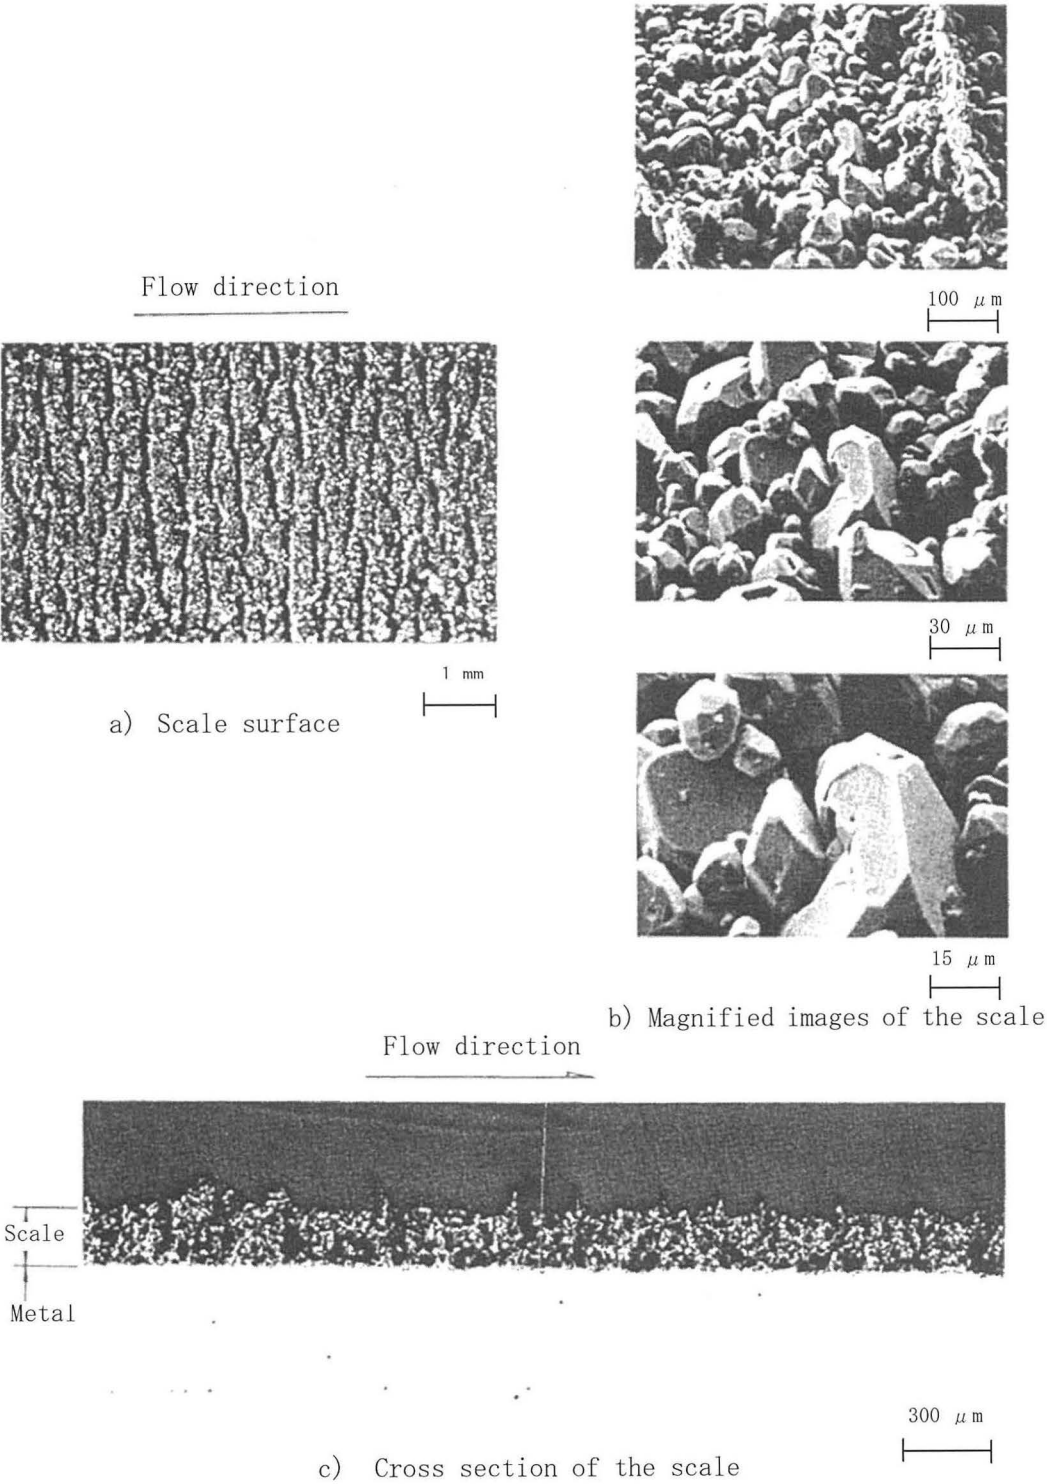 100 μm
Flow direction
30 μm
1 mm
a) Scale surface
15 μm
b) Magnified images of the scale
Flow direction
Scale
Metal
300 μm
c) Cross section of the scale